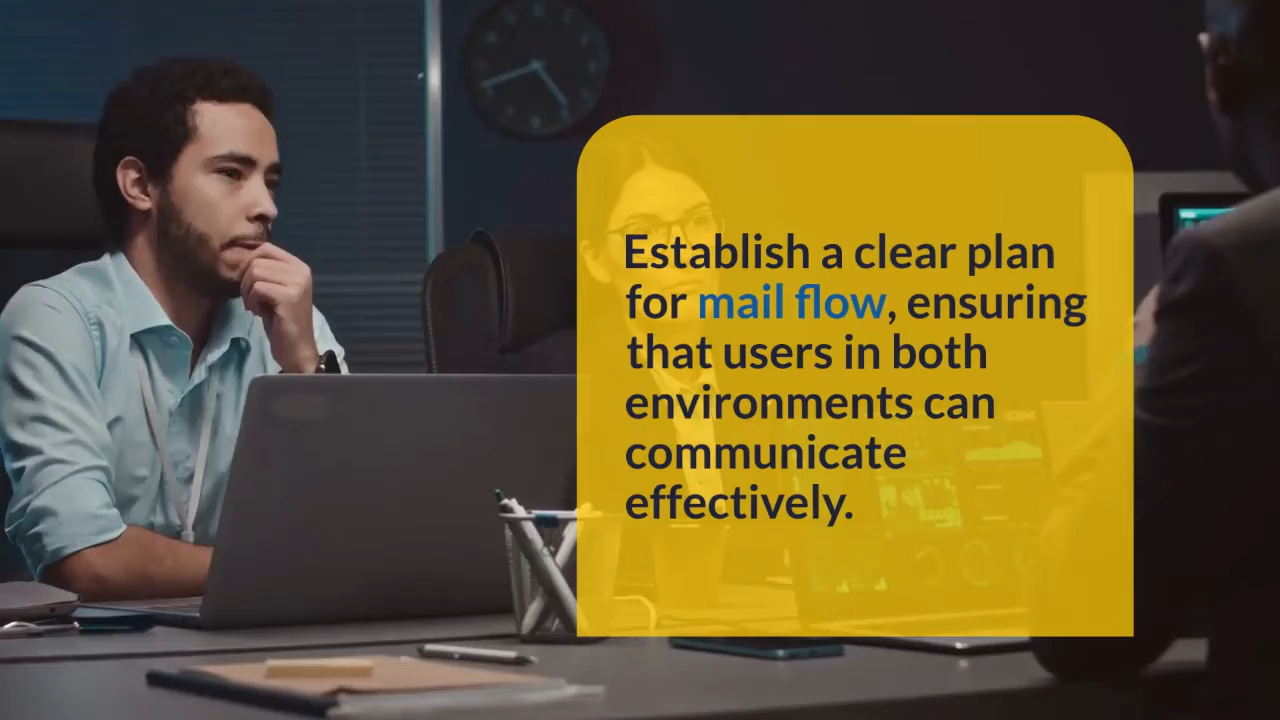 Establish a clear plan
for mail flow, ensuring
that users in both
environments can
communicate
effectively.